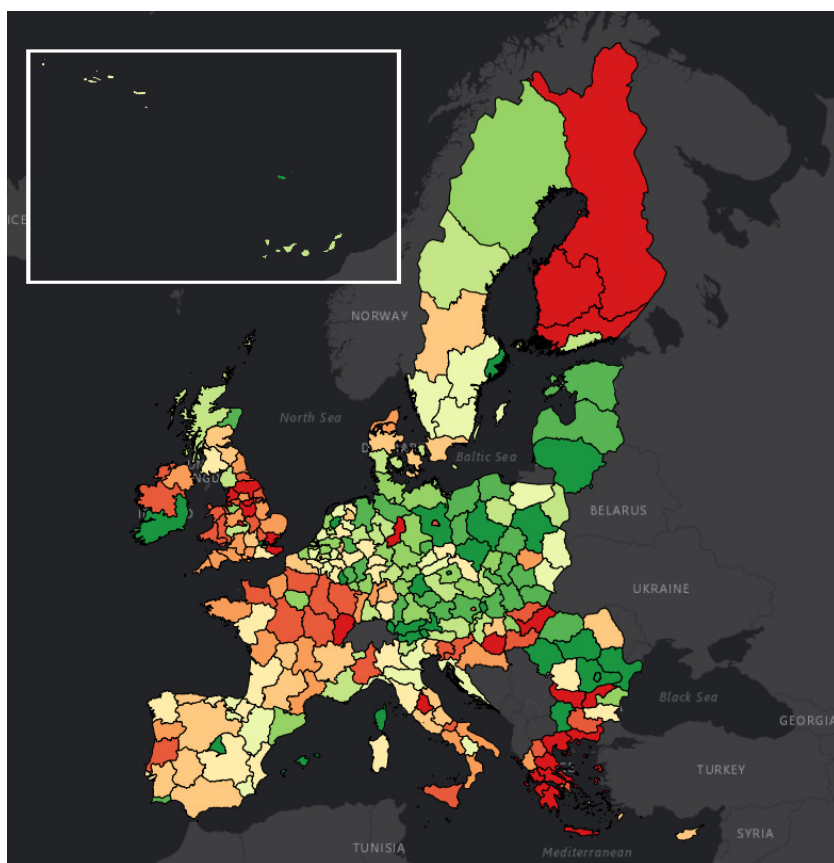 NORWAY
North Sea
Baltic Sea
BELARUS
UKRAINE
Black Sea
GEORGIA
TURKEY
SYRIA
TUNISIA
Mediterranean